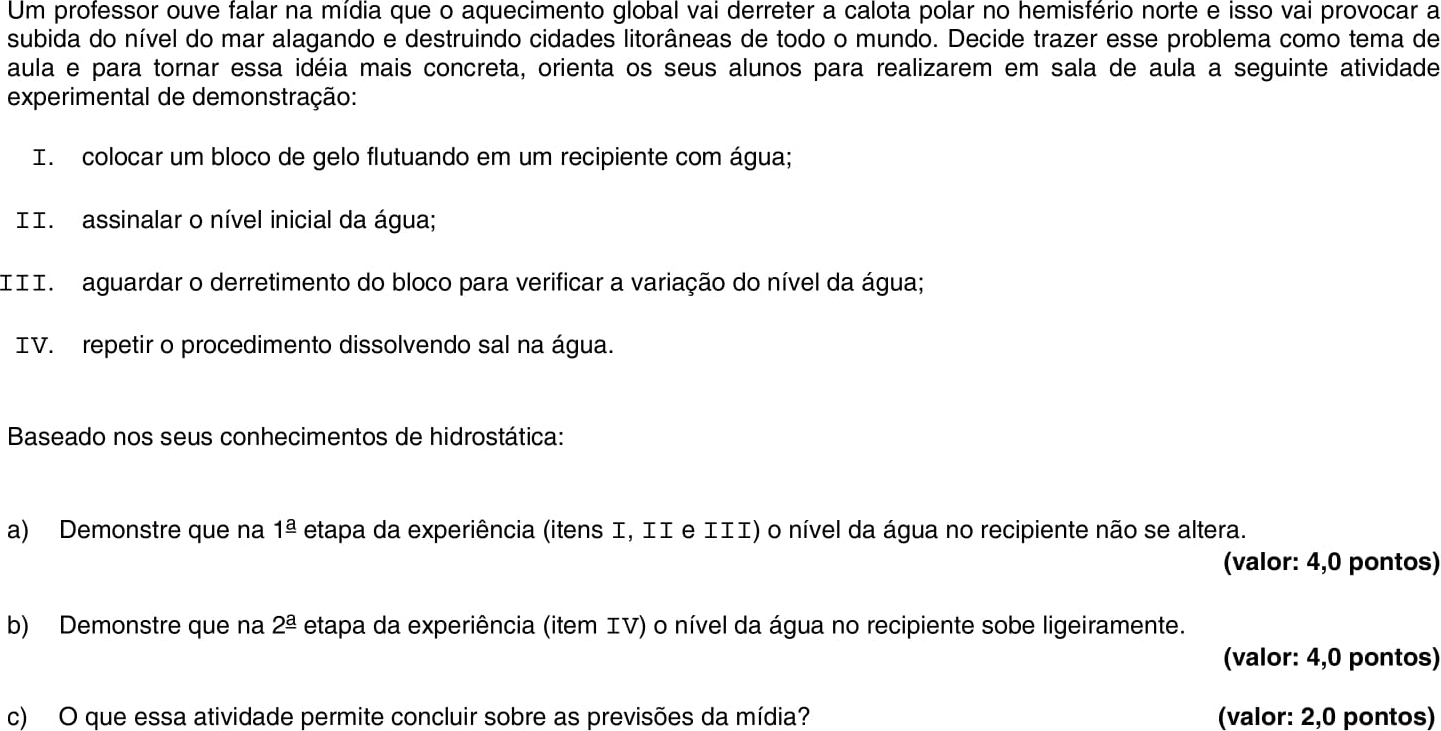 Um professor ouve falar na mídia que o aquecimento global vai derreter a calota polar no hemisfério norte e isso vai provocar a
subida do nível do mar alagando e destruindo cidades litorâneas de todo o mundo. Decide trazer esse problema como tema de
aula e para tornar essa idéia mais concreta, orienta os seus alunos para realizarem em sala de aula a seguinte atividade
experimental de demonstração:
I. colocar um bloco de gelo flutuando em um recipiente com água;
II. assinalar o nível inicial da água;
III. aguardar o derretimento do bloco para verificar a variação do nível da água;
IV. repetir o procedimento dissolvendo sal na água.
Baseado nos seus conhecimentos de hidrostática:
a) Demonstre que na 1ª etapa da experiência (itens I, II e III) o nível da água no recipiente não se altera.
(valor: 4,0 pontos)
b) Demonstre que na 2ª etapa da experiência (item IV) o nível da água no recipiente sobe ligeiramente.
(valor: 4,0 pontos)
c) O que essa atividade permite concluir sobre as previsões da mídia? (valor: 2,0 pontos)